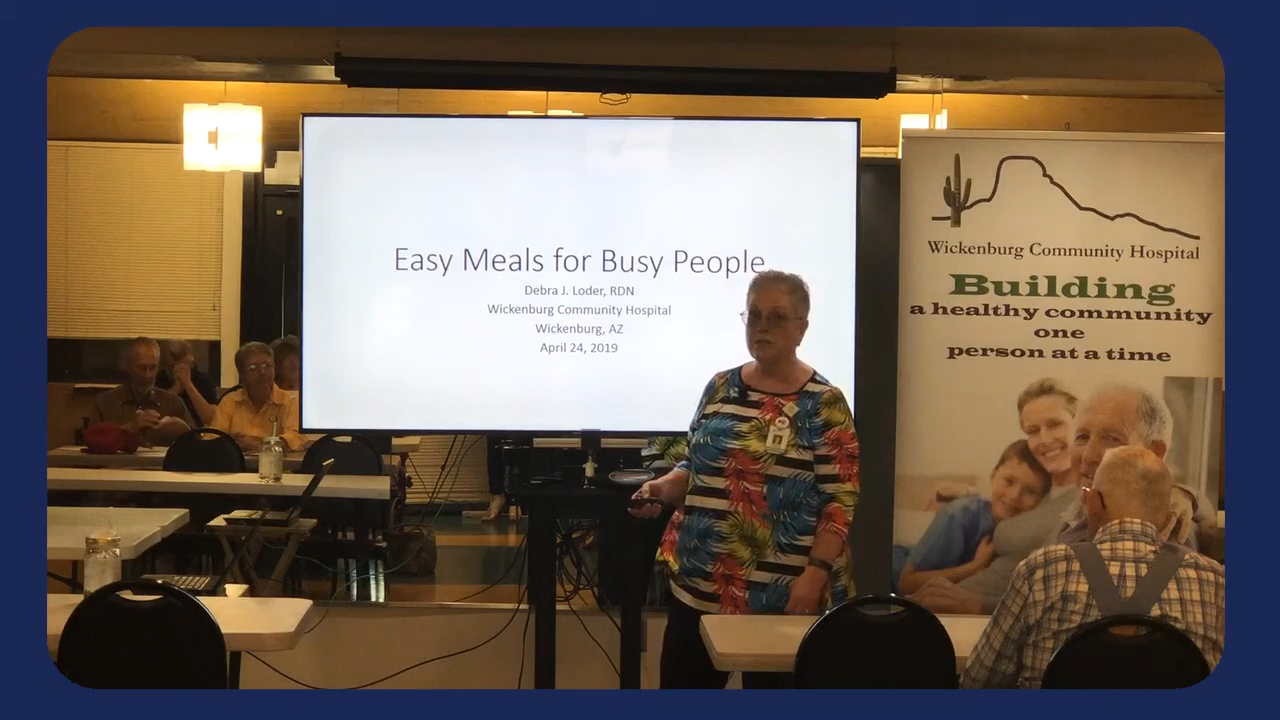 Easy Meals for Busy People
Debra J. Loder, RDN
Wickenburg Community Hospital
Wickenburg, AZ
April 24, 2019
Wickenburg Community Hospital
Building
a healthy community
one
person at a time